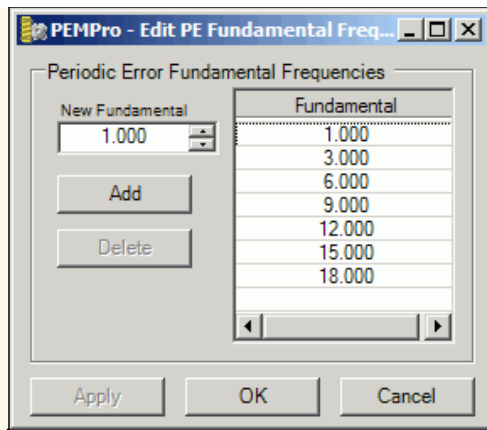 PEMPro - Edit PE Fundamental Freq...
Periodic Error Fundamental Frequencies
New Fundamental
1.000
Add
Delete
Fundamental
1.000
3.000
6.000
9.000
12.000
15.000
18.000
Apply
OK
Cancel